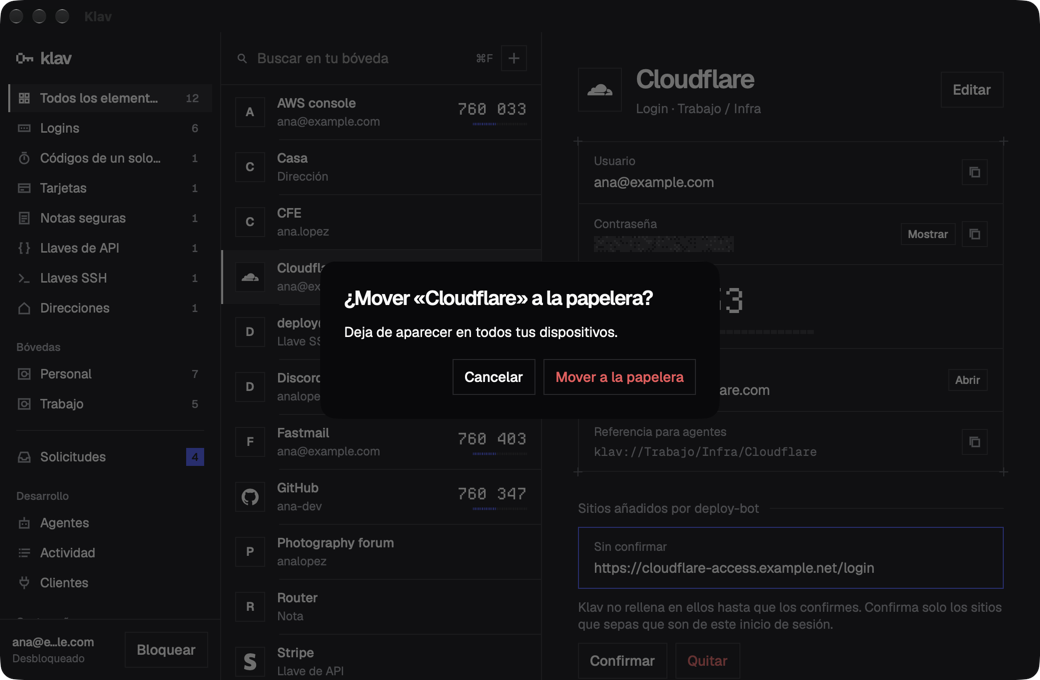 Klav
klav
Todos los element... 12
Logins 6
Códigos de un solo... 1
Tarjetas 1
Notas seguras 1
Llaves de API 1
Llaves SSH 1
Direcciones 1
Bóvedas
Personal 7
Trabajo 5
Solicitudes 4
Desarrollo
Agentes
Actividad
Clientes
ana@e...le.com
Desbloqueado
Bloquear
Buscar en tu bóveda ⌘F +
A
AWS console
ana@example.com
760 033
C
Casa
Dirección
C
CFE
ana.lopez
Cloudfla
ana@ex
D
deploy
Llave SS
D
Discord
analope
F
Fastmail
ana@example.com
760 403
GitHub
ana-dev
760 347
P
Photography forum
analopez
R
Router
Nota
S
Stripe
Llave de API
Cloudflare
Login · Trabajo / Infra
Editar
Usuario
ana@example.com
Contraseña
Mostrar
3
are.com
Abrir
Referencia para agentes
klav://Trabajo/Infra/Cloudflare
Sitios añadidos por deploy-bot
Sin confirmar
https://cloudflare-access.example.net/login
Klav no rellena en ellos hasta que los confirmes. Confirma solo los sitios
que sepas que son de este inicio de sesión.
Confirmar Quitar
¿Mover «Cloudflare» a la papelera?
Deja de aparecer en todos tus dispositivos.
Cancelar Mover a la papelera